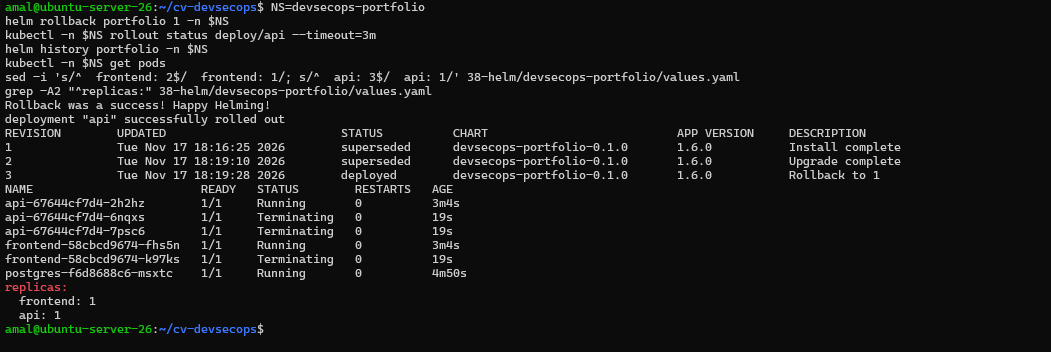 amal@ubuntu-server-26:~/cv-devsecops$ NS=devsecops-portfolio
helm rollback portfolio 1 -n $NS
kubectl -n $NS rollout status deploy/api --timeout=3m
helm history portfolio -n $NS
kubectl -n $NS get pods
sed -i 's/^  frontend: 2$/  frontend: 1/; s/^  api: 3$/  api: 1/' 38-helm/devsecops-portfolio/values.yaml
grep -A2 "^replicas:" 38-helm/devsecops-portfolio/values.yaml
Rollback was a success! Happy Helming!
deployment "api" successfully rolled out
REVISION        UPDATED                         STATUS          CHART                           APP VERSION     DESCRIPTION
1               Tue Nov 17 18:16:25 2026        superseded      devsecops-portfolio-0.1.0       1.6.0           Install complete
2               Tue Nov 17 18:19:10 2026        superseded      devsecops-portfolio-0.1.0       1.6.0           Upgrade complete
3               Tue Nov 17 18:19:28 2026        deployed        devsecops-portfolio-0.1.0       1.6.0           Rollback to 1
NAME                        READY   STATUS        RESTARTS   AGE
api-67644cf7d4-2h2hz        1/1     Running       0          3m4s
api-67644cf7d4-6nqxs        1/1     Terminating   0          19s
api-67644cf7d4-7psc6        1/1     Terminating   0          19s
frontend-58cbcd9674-fhs5n   1/1     Running       0          3m4s
frontend-58cbcd9674-k97ks   1/1     Terminating   0          19s
postgres-f6d8688c6-msxtc    1/1     Running       0          4m50s
replicas:
  frontend: 1
  api: 1
amal@ubuntu-server-26:~/cv-devsecops$